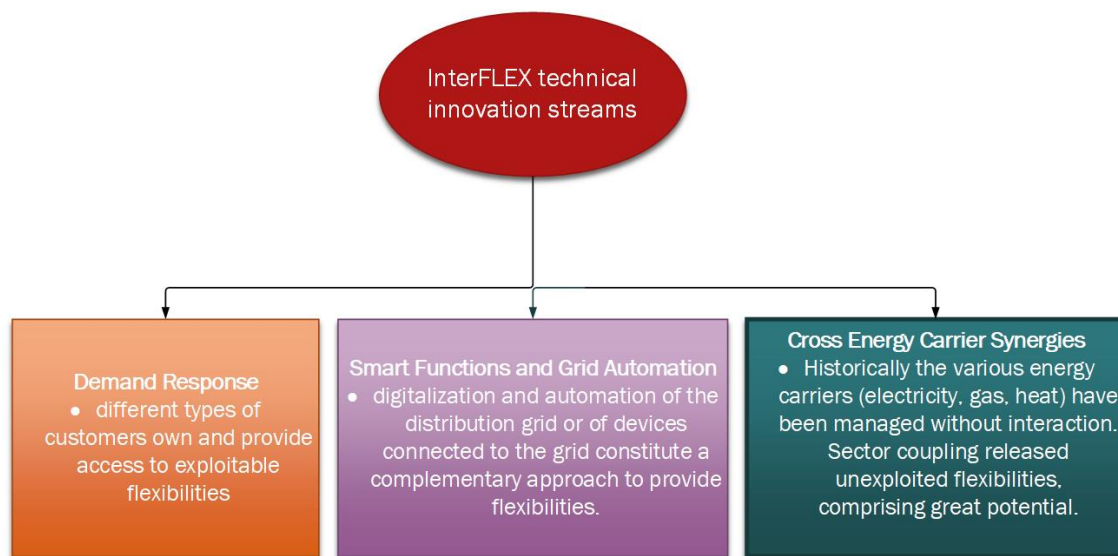 InterFLEX technical
innovation streams
Demand Response
● different types of
customers own and provide
access to exploitable
flexibilities
Smart Functions and Grid Automation
● digitalization and automation of the
distribution grid or of devices
connected to the grid constitute a
complementary approach to provide
flexibilities.
Cross Energy Carrier Synergies
● Historically the various energy
carriers (electricity, gas, heat) have
been managed without interaction.
Sector coupling released
unexploited flexibilities,
comprising great potential.